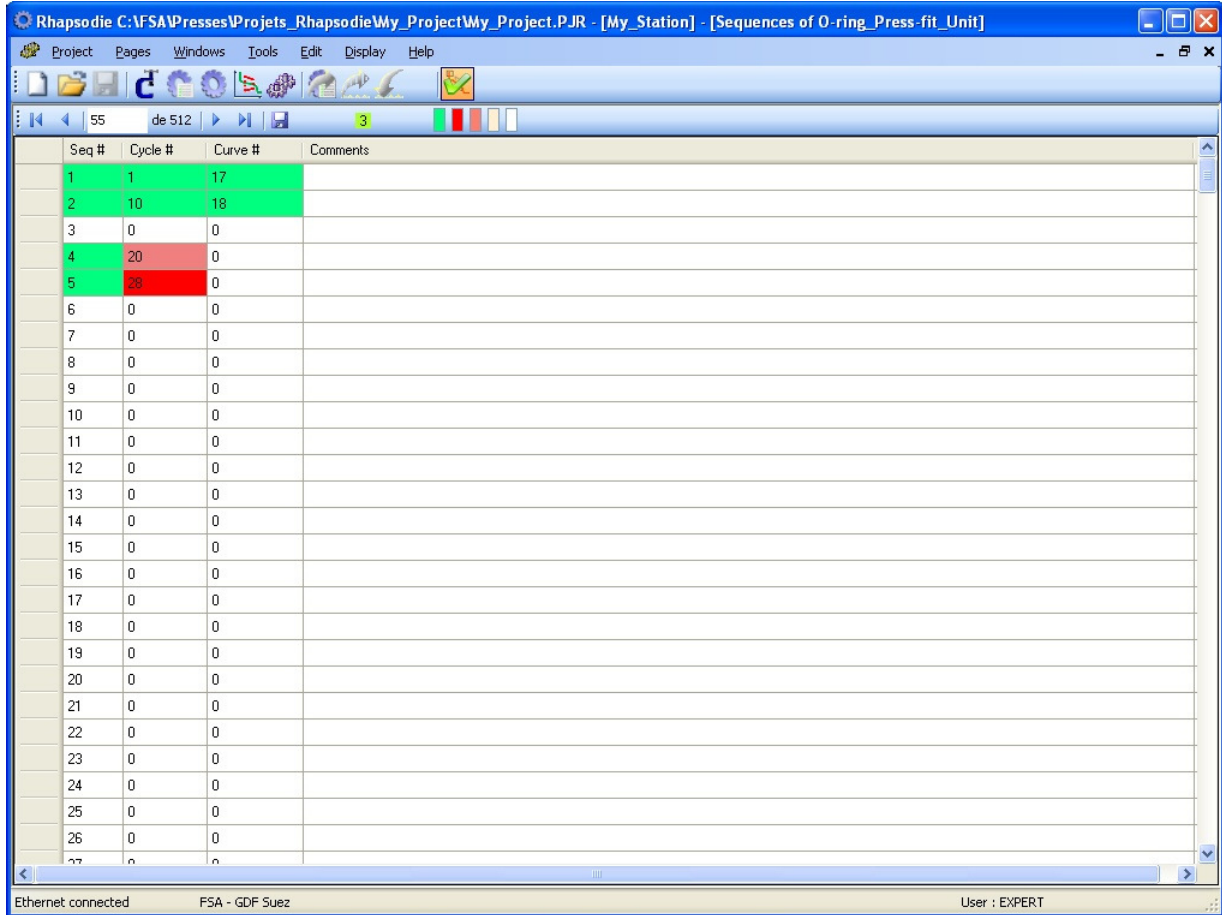 Rhapsodie C:\FSA\Presses\Projets_Rhapsodie\My_Project\My_Project.PJR - [My_Station] - [Sequences of O-ring_Press-fit_Unit]
Project Pages Windows Tools Edit Display Help
55 de 512 3
Seq # Cycle # Curve # Comments
1 1 17
2 10 18
3 0 0
4 20 0
5 28 0
6 0 0
7 0 0
8 0 0
9 0 0
10 0 0
11 0 0
12 0 0
13 0 0
14 0 0
15 0 0
16 0 0
17 0 0
18 0 0
19 0 0
20 0 0
21 0 0
22 0 0
23 0 0
24 0 0
25 0 0
26 0 0
27 0 0
Ethernet connected FSA - GDF Suez User : EXPERT